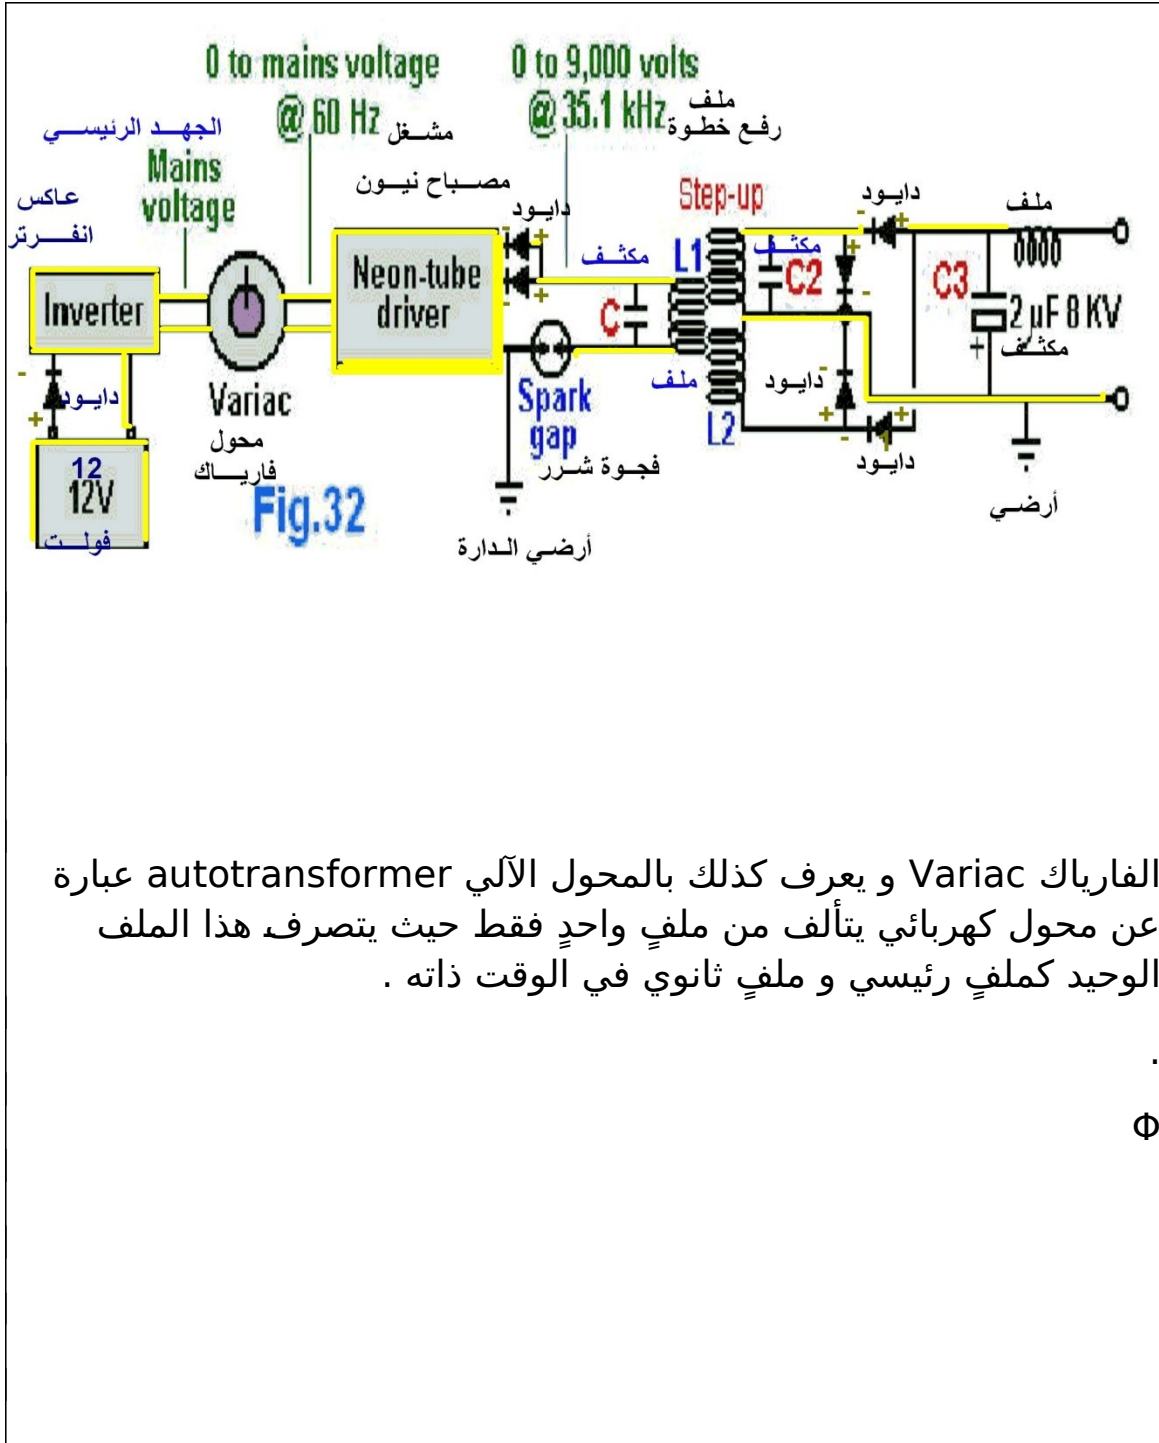 0 to mains voltage
@ 60 Hz
0 to 9,000 volts
@ 35.1 kHz
ملف
رفع خطوة
مشغل
الجهد الرئيسي
Mains
voltage
عاكس
انفرتر
مصباح نيون
دايود
Step-up
دايود
ملف
Inverter
Neon-tube
driver
مكثف
L1
مكثف
C2
C3
C
2 µF 8 KV
مكثف
+
-
+
-
+
-
+
-
+
-
+
-
+
-
+
دايود
Variac
محول
فارياك
Spark
gap
فجوة شرر
ملف
L2
دايود
دايود
12
12V
فولت
Fig.32
أرضي الدارة
أرضي
الفارياك Variac و يعرف كذلك بالمحول الآلي autotransformer عبارة
عن محول كهربائي يتألف من ملفٍ واحدٍ فقط حيث يتصرف هذا الملف
الوحيد كملفٍ رئيسي و ملفٍ ثانوي في الوقت ذاته .
.
Φ